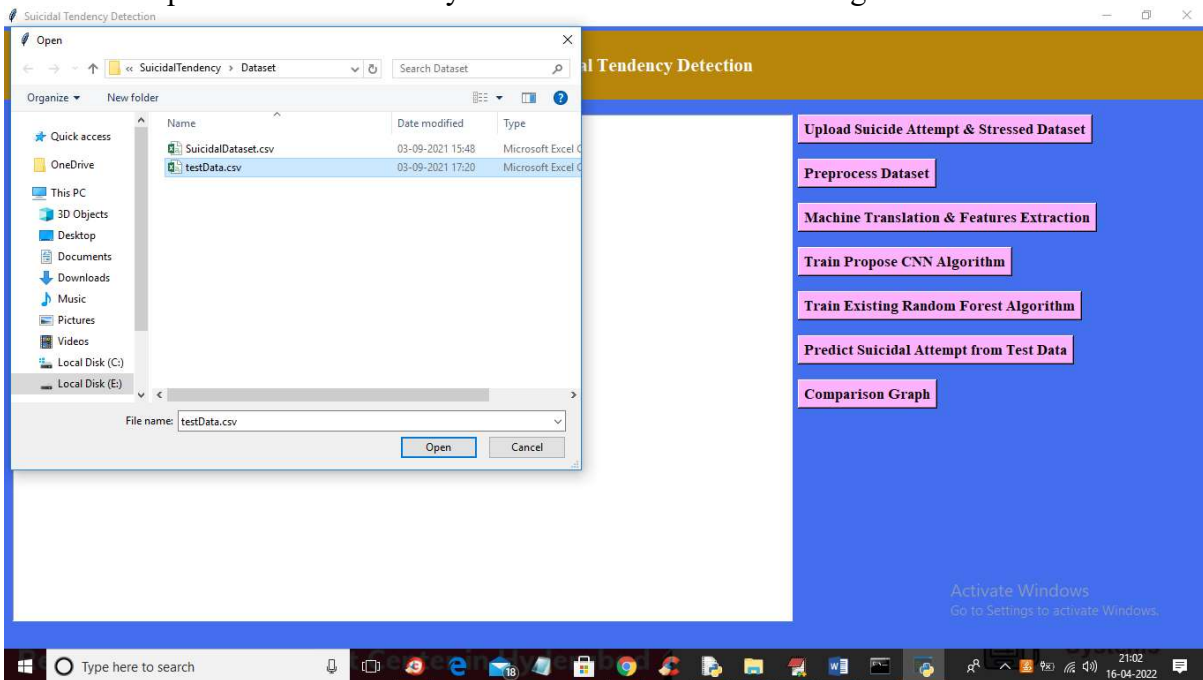 Suicidal Tendency Detection
Open
al Tendency Detection
« SuicidalTendency › Dataset
Search Dataset
Organize
New folder
Name
Date modified
Type
SuicidalDataset.csv
03-09-2021 15:48
Microsoft Excel C
testData.csv
03-09-2021 17:20
Microsoft Excel C
Quick access
OneDrive
This PC
3D Objects
Desktop
Documents
Downloads
Music
Pictures
Videos
Local Disk (C:)
Local Disk (E:)
File name:
testData.csv
Open
Cancel
Upload Suicide Attempt & Stressed Dataset
Preprocess Dataset
Machine Translation & Features Extraction
Train Propose CNN Algorithm
Train Existing Random Forest Algorithm
Predict Suicidal Attempt from Test Data
Comparison Graph
Activate Windows
Go to Settings to activate Windows.
Type here to search
18
21:02
16-04-2022